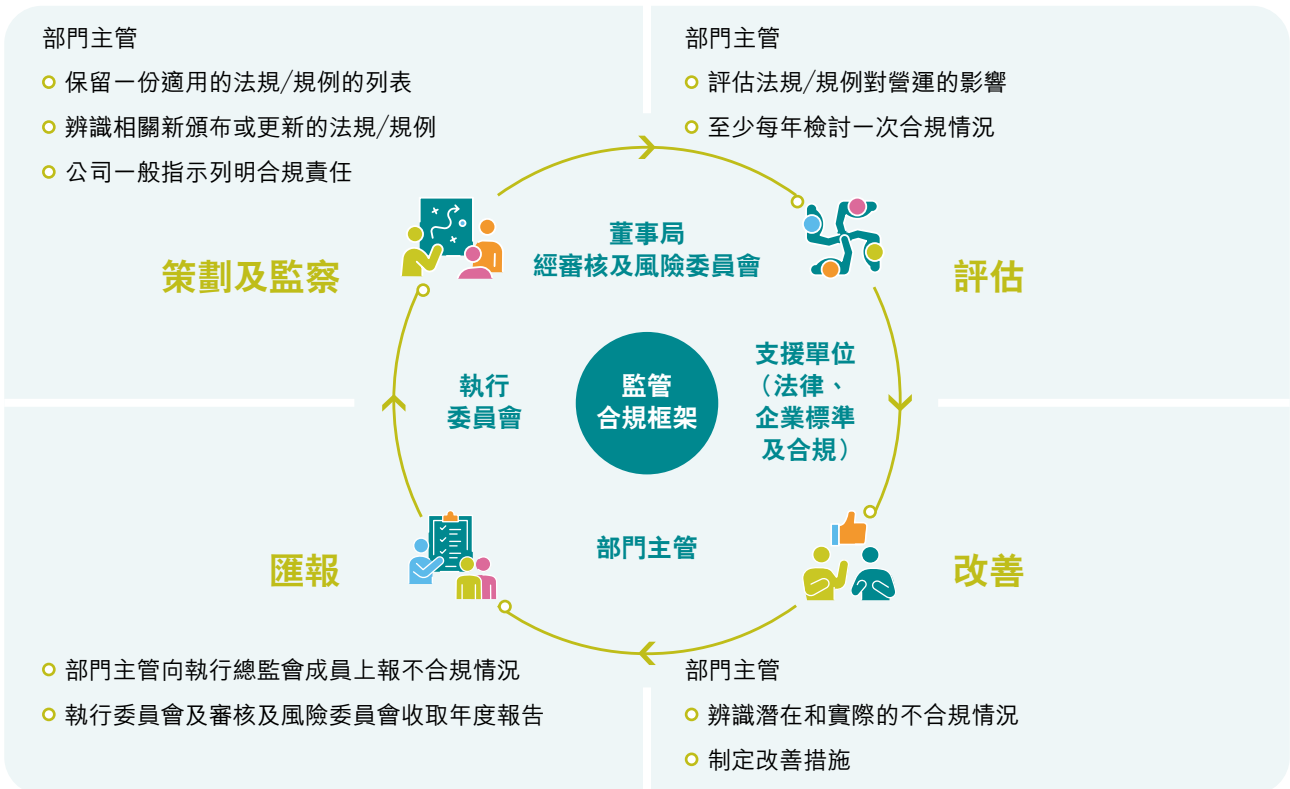 部門主管
保留一份適用的法規/規例的列表
辨識相關新頒布或更新的法規/規例
公司一般指示列明合規責任
策劃及監察
部門主管
評估法規/規例對營運的影響
至少每年檢討一次合規情況
評估
董事局
經審核及風險委員會
執行
委員會
監管
合規框架
支援單位
（法律、
企業標準
及合規）
部門主管
匯報
部門主管向執行總監會成員上報不合規情況
執行委員會及審核及風險委員會收取年度報告
改善
部門主管
辨識潛在和實際的不合規情況
制定改善措施